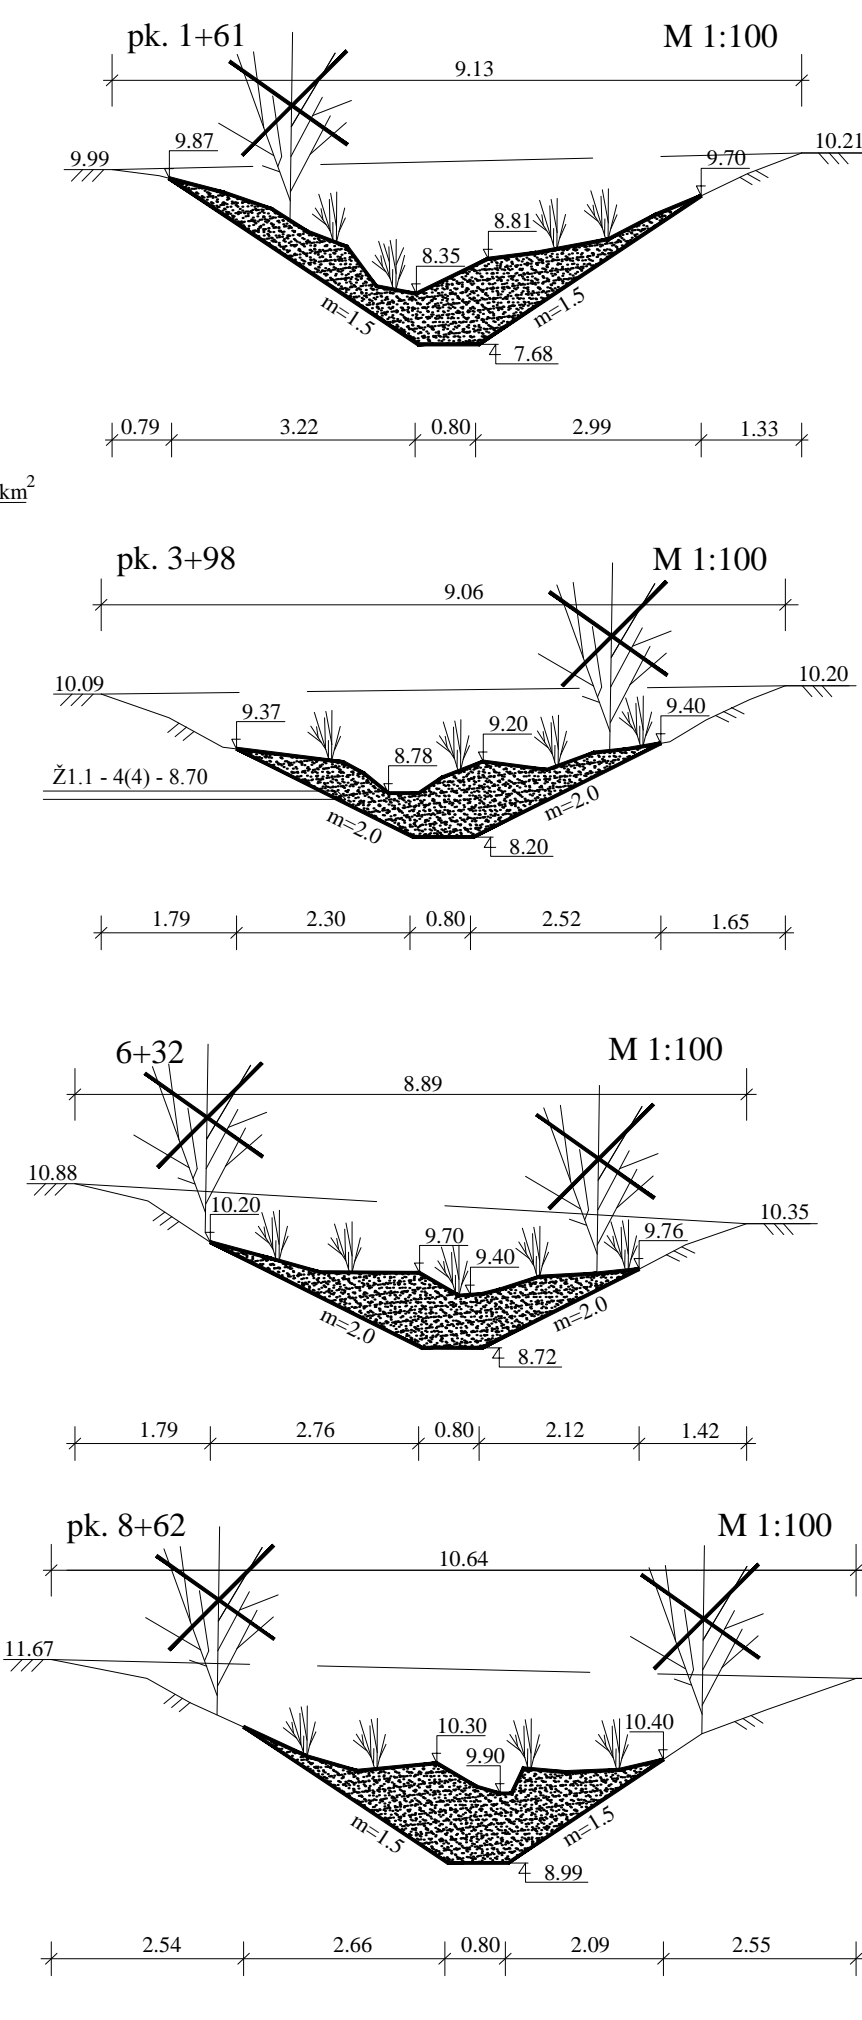 pk. 1+61 M 1:100
9.13
9.99 9.87 9.70 10.21
8.81
8.35
m=1.5 m=1.5
7.68
0.79 3.22 0.80 2.99 1.33
km2
pk. 3+98 M 1:100
9.06
10.09 10.20
9.37 9.20 9.40
8.78
Ž1.1 - 4(4) - 8.70
m=2.0 m=2.0
8.20
1.79 2.30 0.80 2.52 1.65
6+32 M 1:100
8.89
10.88 10.35
10.20 9.70 9.40 9.76
m=2.0 m=2.0
8.72
1.79 2.76 0.80 2.12 1.42
pk. 8+62 M 1:100
10.64
11.67
10.30 10.40
9.90
m=1.5 m=1.5
8.99
2.54 2.66 0.80 2.09 2.55